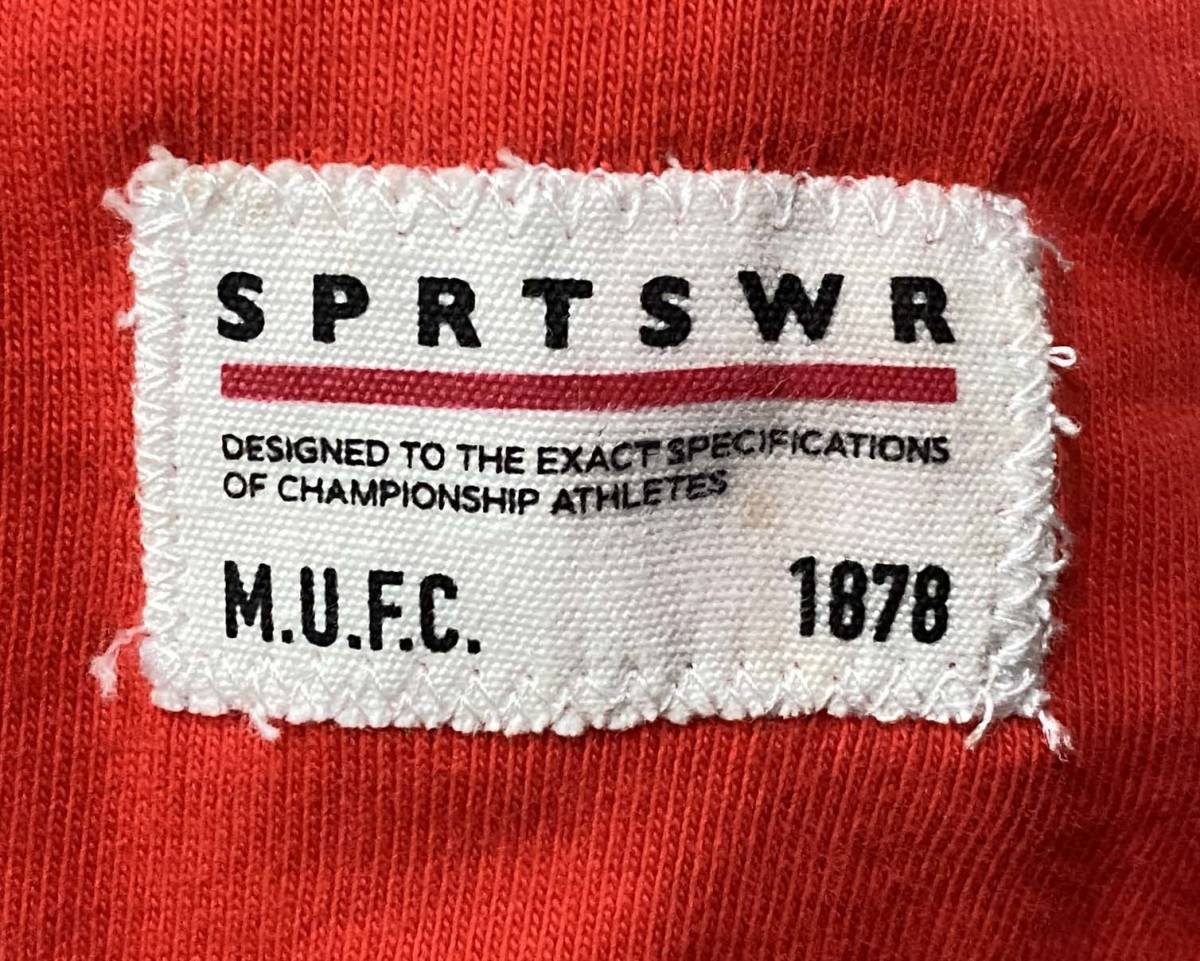 SPRTSWR
DESIGNED TO THE EXACT SPECIFICATIONS
OF CHAMPIONSHIP ATHLETES
M.U.F.C. 1878